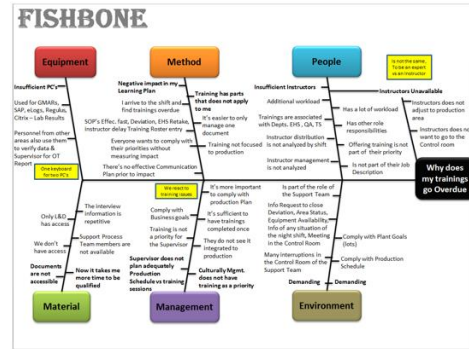 FISHBONE
Equipment
Method
People
Is not the same,
To be an expert
vs an instructor
Insufficient PC's
Used for GMARs,
SAP, eLogs, Regulus,
Citrix – Lab Results
Personnel from
other areas also use them
to verify data &
Supervisor for OT
Report
One keyboard
for two PC's
Negative impact in my
Learning Plan
I arrive to the shift and
find trainings overdue
SOP's Effec. fast, Deviation, EHS Retake,
Instructor delay Training Roster entry
Everyone wants to comply with
their priorities without
measuring impact
There's no effective Communication
Plan prior to impact
Training has parts
that does not apply to
me
It's easier to only
manage one
document
Training not focused
to production
Insufficient Intructors
Additional workload
Trainings are associated
with Depts. EHS , QA, TS
Instructor distribution
is not analyzed by shift
Instructor management
is not analyzed
Instructors Unavailable
Has a lot of workload
Has other role
responsibilities
Offering training is not
part of their priority
Is not part of their Job
Description
Instructors does not
adjust to production
area
Instructors does not
want to go to the
Control room
Why does
my trainings
go Overdue
The interview
information is
repetitive
Only L&D
has access
Support Process
Team members are
not available
We don't
have access
Documents
are not
accessible
Now it takes me
more time to be
qualified
Material
We need to
training issues
Comply with
Business goals
Training is not
a priority for
the Supervisor
Supervisor does not
plan adequately
Production
Schedule vs training
sessions
It's more important
to comply with
production Plan
It's sufficient to
have trainings
completed once
They do not see it
integrated to
production
Culturally Mgmt.
does not have
training as a priority
Management
Is part of the role of
the Support Team
Info Request to close
Deviation, Area Status,
Equipment Availability,
Info of any situation of
the night shift, Meeting
in the Control Room
Many Interruptions in
the Control Room of the
Support Team
Demanding
Comply with Plant Goals
(lots)
Comply with Production
Schedule
Demanding
Environment